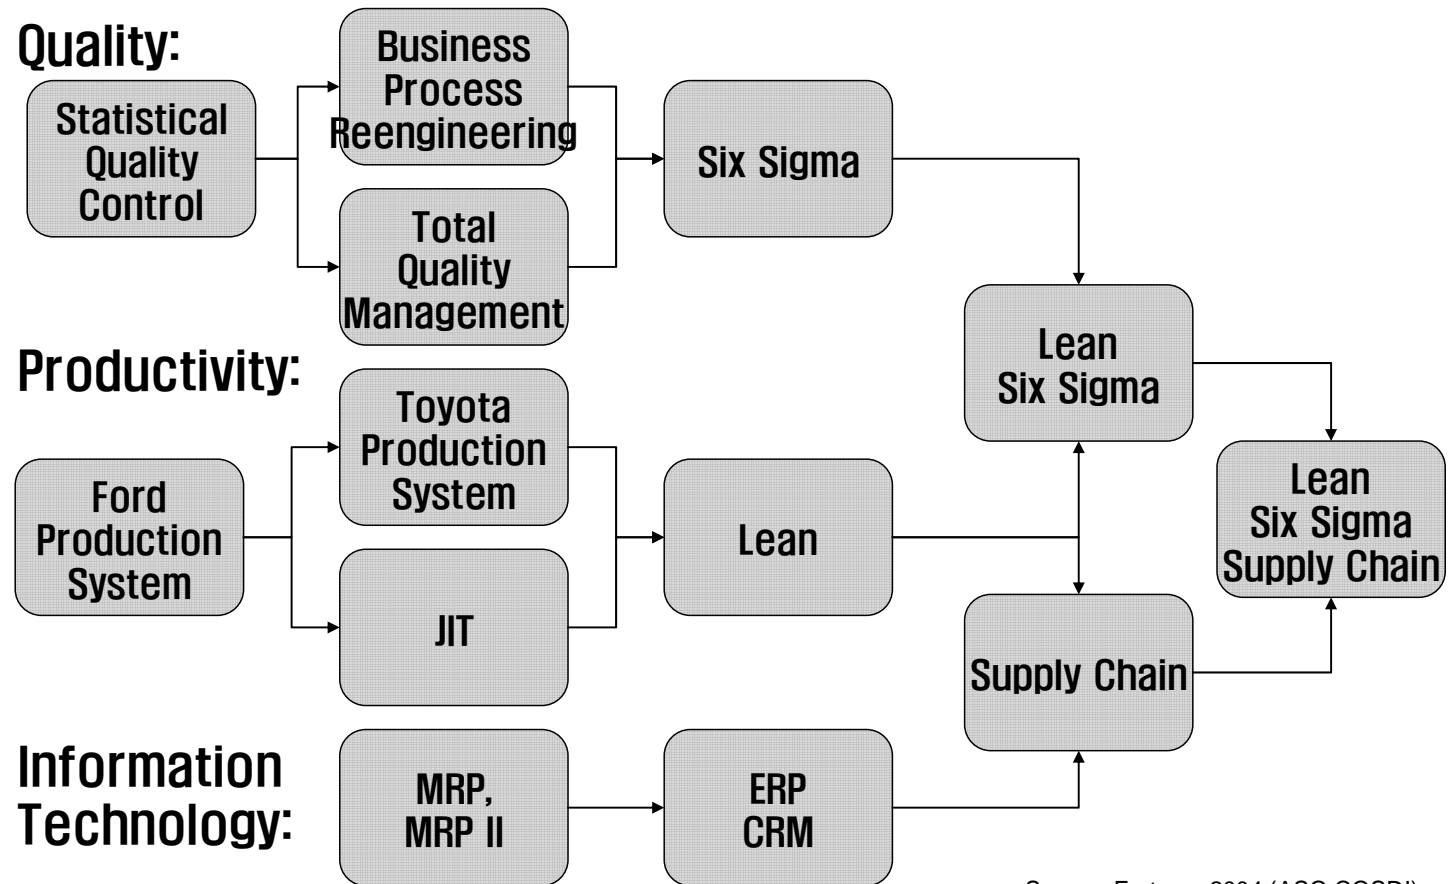 Quality:
Statistical
Quality
Control
Business
Process
Reengineering
Total
Quality
Management
Six Sigma
Productivity:
Ford
Production
System
Toyota
Production
System
JIT
Lean
Lean
Six Sigma
Supply Chain
Lean
Six Sigma
Supply Chain
Information
Technology:
MRP,
MRP II
ERP
CRM